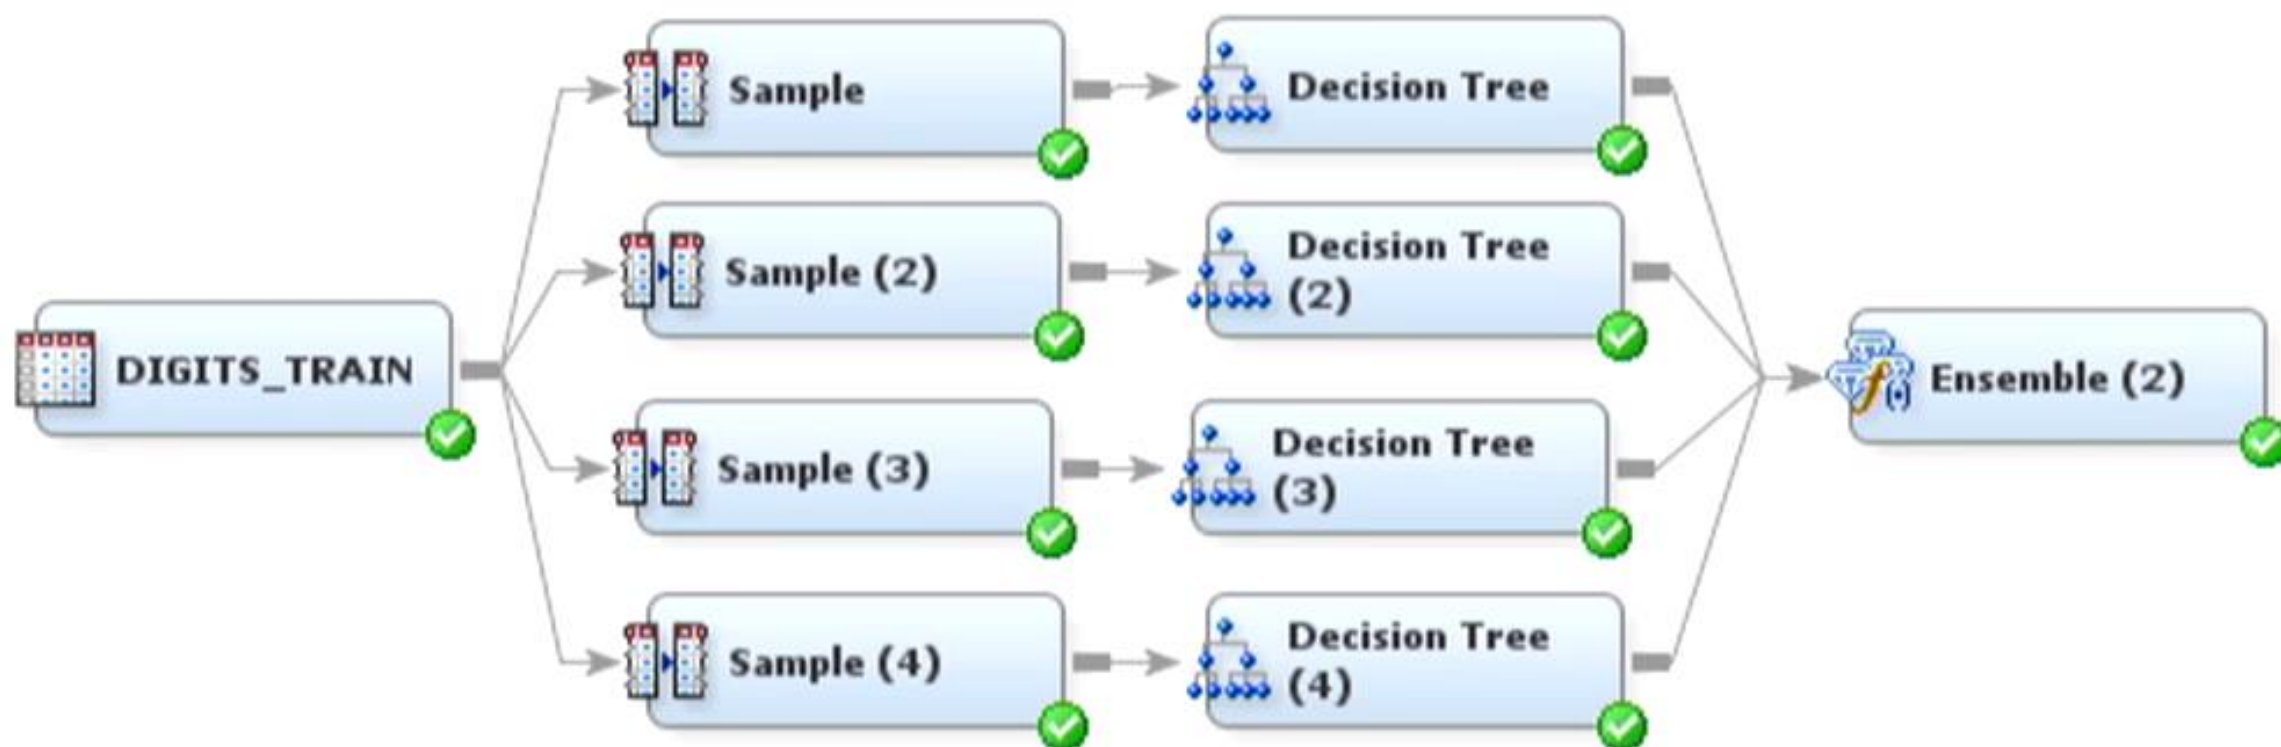 Sample
Decision Tree
Sample (2)
Decision Tree
(2)
DIGITS_TRAIN
Ensemble (2)
Sample (3)
Decision Tree
(3)
Sample (4)
Decision Tree
(4)